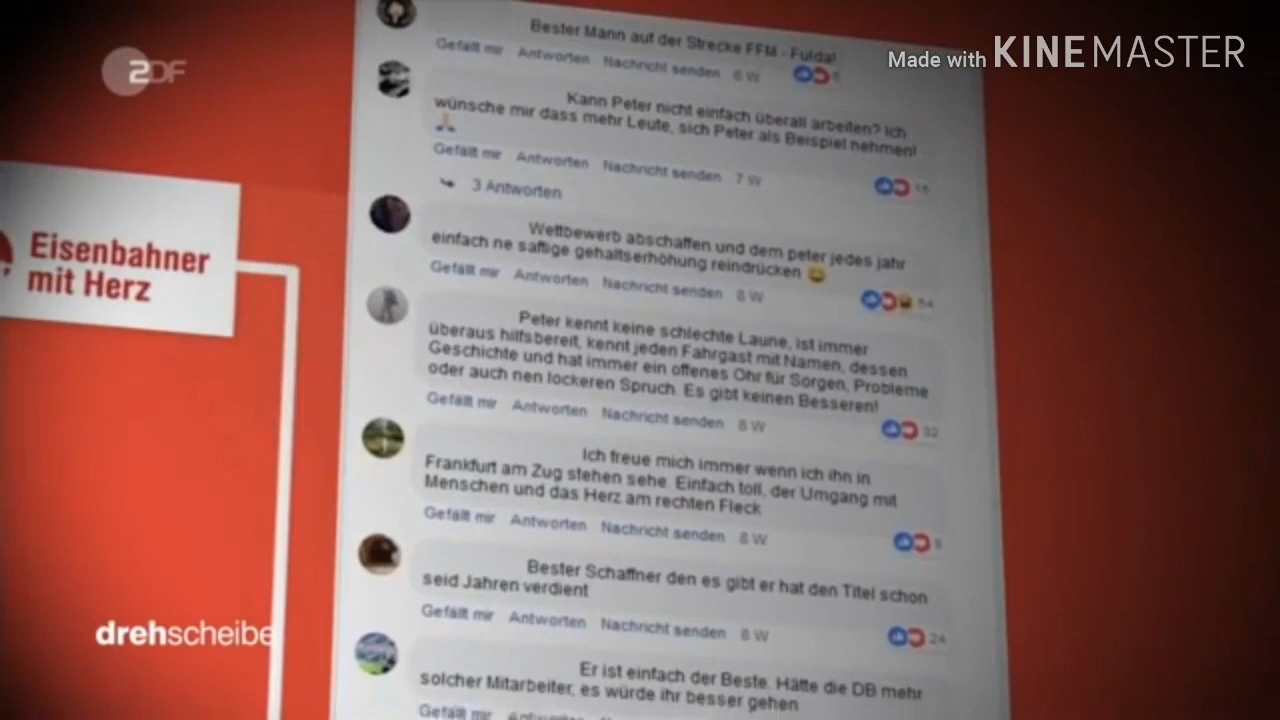 ZDF
Made with KINEMASTER
Bester Mann auf der Strecke FFM - Fulda!
Gefällt mir Antworten Nachricht senden 6 W
Kann Peter nicht einfach überall arbeiten? Ich
wünsche mir dass mehr Leute, sich Peter als Beispiel nehmen!
🙏
Gefällt mir Antworten Nachricht senden 7 W
3 Antworten
Wettbewerb abschaffen und dem peter jedes jahr
einfach ne saftige gehaltserhöhung reindrücken 😄
Gefällt mir Antworten Nachricht senden 8 W
Eisenbahner
mit Herz
Peter kennt keine schlechte Laune, ist immer
überaus hilfsbereit, kennt jeden Fahrgast mit Namen, dessen
Geschichte und hat immer ein offenes Ohr für Sorgen, Probleme
oder auch nen lockeren Spruch. Es gibt keinen Besseren!
Gefällt mir Antworten Nachricht senden 8 W 32
Ich freue mich immer wenn ich ihn in
Frankfurt am Zug stehen sehe. Einfach toll, der Umgang mit
Menschen und das Herz am rechten Fleck
Gefällt mir Antworten Nachricht senden 8 W
Bester Schaffner den es gibt er hat den Titel schon
seid Jahren verdient
Gefällt mir Antworten Nachricht senden 8 W 24
drehscheibe
Er ist einfach der Beste. Hätte die DB mehr
solcher Mitarbeiter, es würde ihr besser gehen
Gefällt mir Antworten